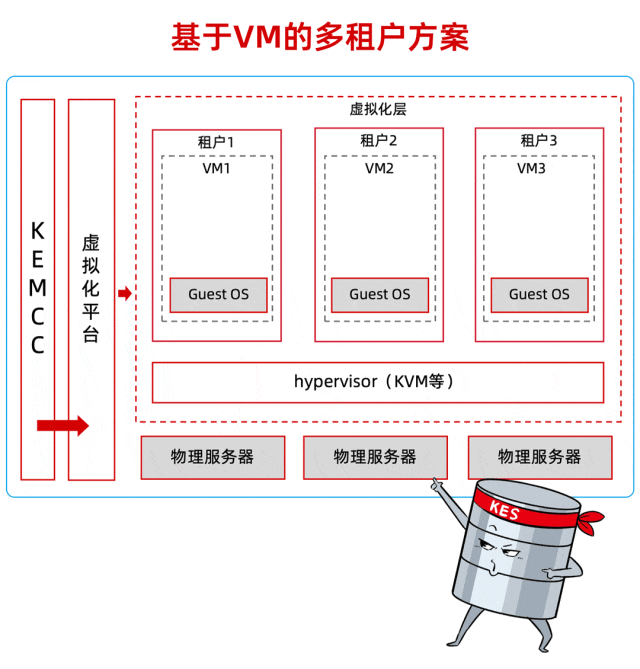 基于VM的多租户方案
KEMCC
虚拟化平台
虚拟化层
租户1
VM1
Guest OS
租户2
VM2
Guest OS
租户3
VM3
Guest OS
hypervisor（KVM等）
物理服务器
物理服务器
物理服务器
KES